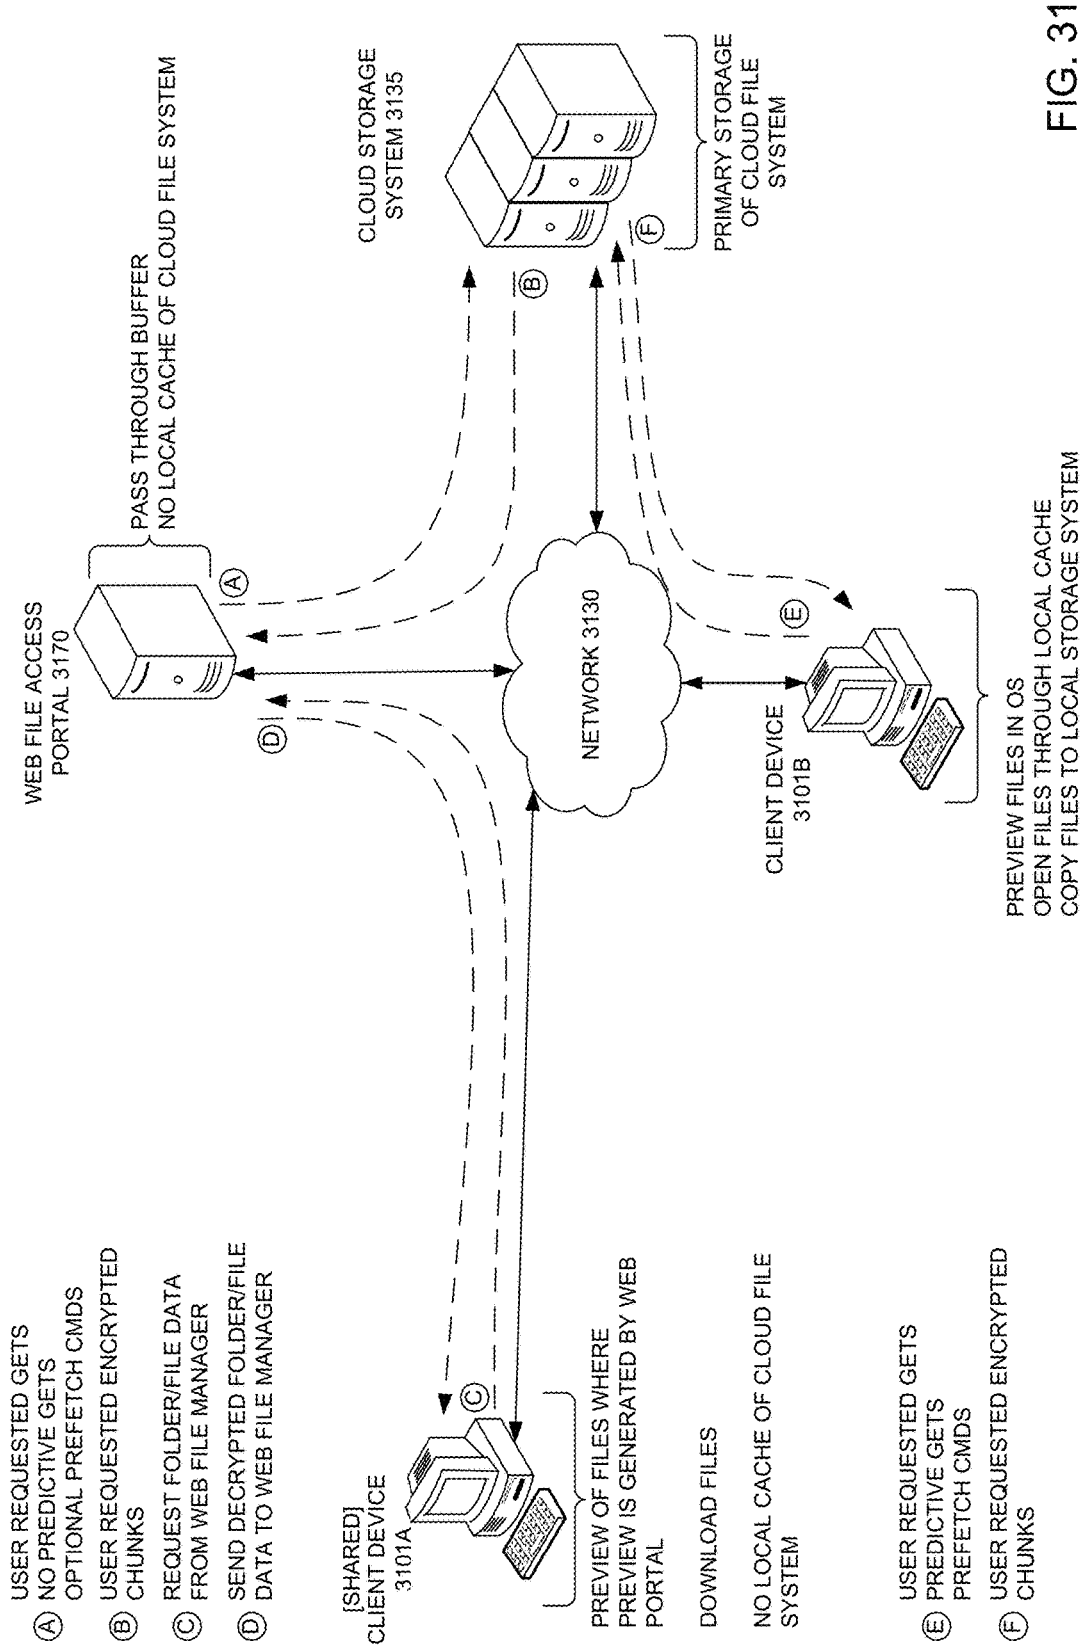 USER REQUESTED GETS
Ⓐ NO PREDICTIVE GETS
OPTIONAL PREFETCH CMDS
USER REQUESTED ENCRYPTED
Ⓑ CHUNKS
REQUEST FOLDER/FILE DATA
Ⓒ FROM WEB FILE MANAGER
SEND DECRYPTED FOLDER/FILE
Ⓓ DATA TO WEB FILE MANAGER
WEB FILE ACCESS
PORTAL 3170
PASS THROUGH BUFFER
NO LOCAL CACHE OF CLOUD FILE SYSTEM
Ⓐ
Ⓓ
Ⓑ
CLOUD STORAGE
SYSTEM 3135
Ⓕ
PRIMARY STORAGE
OF CLOUD FILE
SYSTEM
NETWORK 3130
[SHARED]
CLIENT DEVICE
3101A
Ⓒ
PREVIEW OF FILES WHERE
PREVIEW IS GENERATED BY WEB
PORTAL
DOWNLOAD FILES
NO LOCAL CACHE OF CLOUD FILE
SYSTEM
CLIENT DEVICE
3101B
Ⓔ
PREVIEW FILES IN OS
OPEN FILES THROUGH LOCAL CACHE
COPY FILES TO LOCAL STORAGE SYSTEM
USER REQUESTED GETS
Ⓔ PREDICTIVE GETS
PREFETCH CMDS
USER REQUESTED ENCRYPTED
Ⓕ CHUNKS
FIG. 31